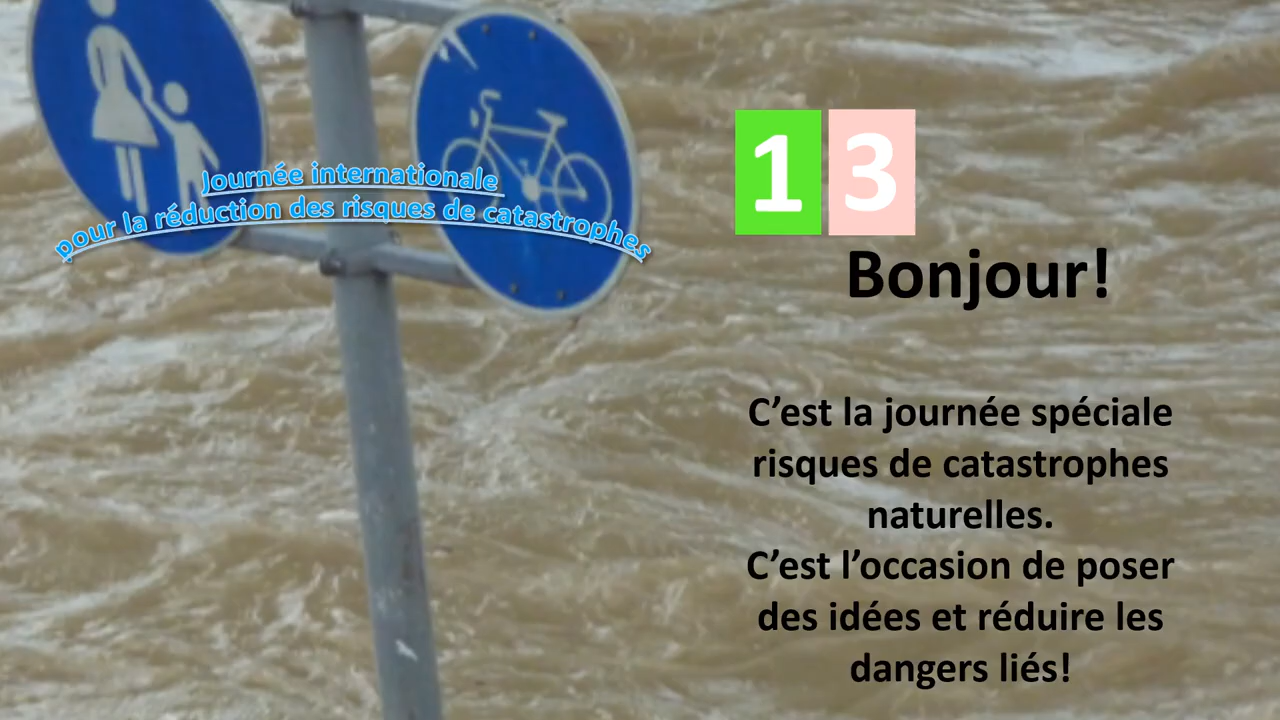 Journée internationale
pour la réduction des risques de catastrophes
13
Bonjour!
C’est la journée spéciale
risques de catastrophes
naturelles.
C’est l’occasion de poser
des idées et réduire les
dangers liés!